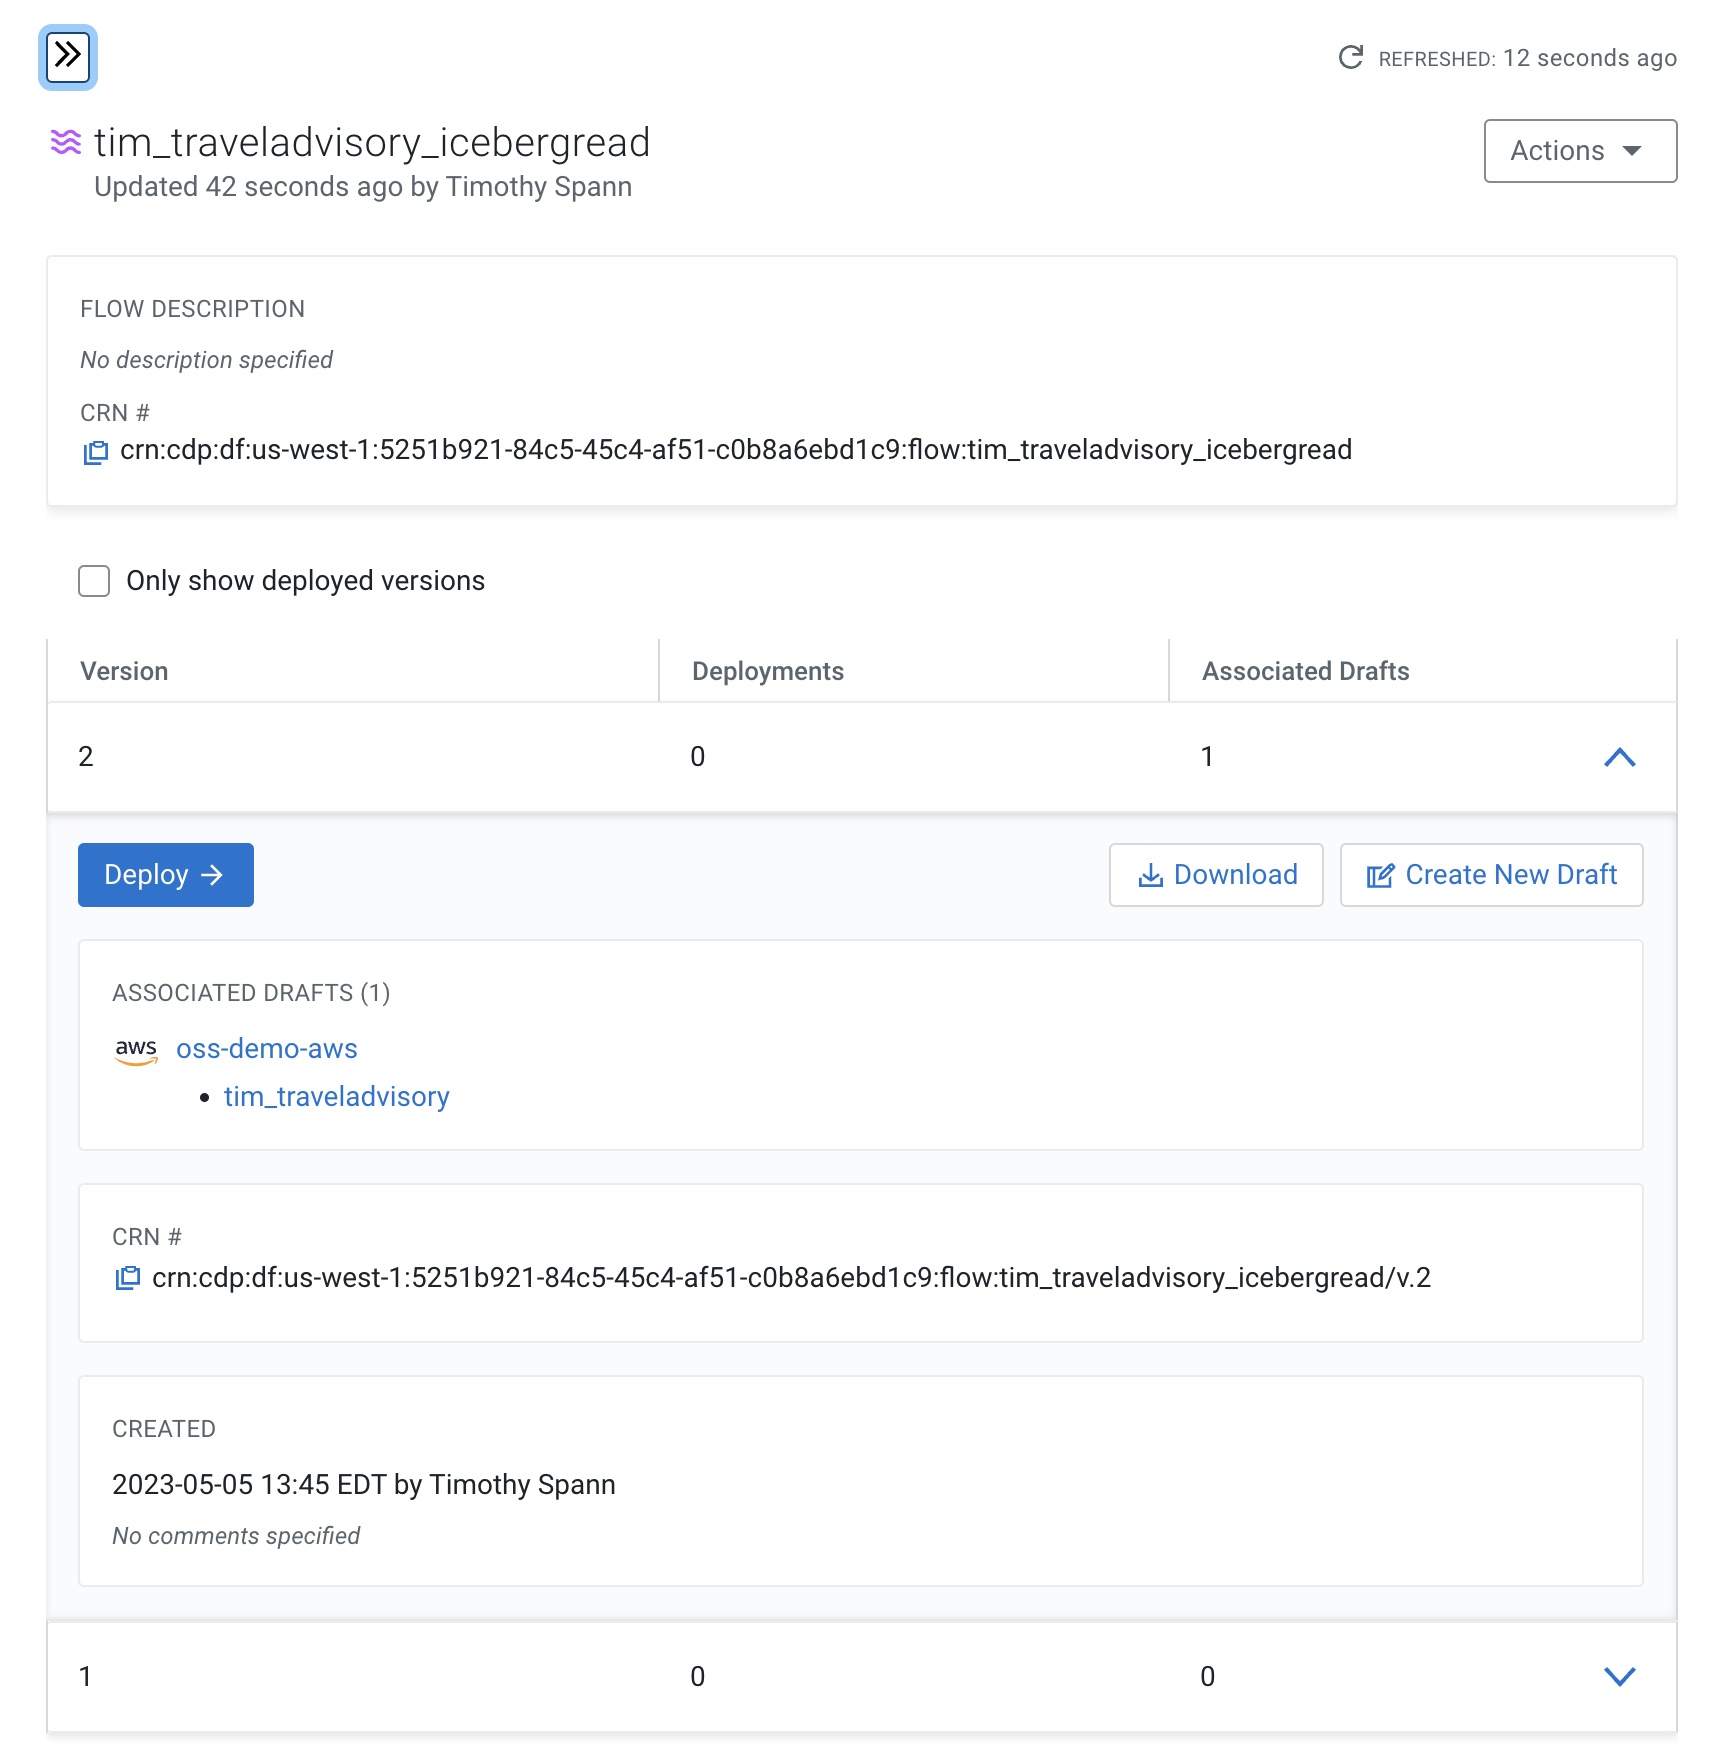 REFRESHED: 12 seconds ago
tim_traveladvisory_icebergread
Actions
Updated 42 seconds ago by Timothy Spann
FLOW DESCRIPTION
No description specified
CRN #
crn:cdp:df:us-west-1:5251b921-84c5-45c4-af51-c0b8a6ebd1c9:flow:tim_traveladvisory_icebergread
Only show deployed versions
Version Deployments Associated Drafts
2 0 1
Deploy → Download Create New Draft
ASSOCIATED DRAFTS (1)
aws oss-demo-aws
• tim_traveladvisory
CRN #
crn:cdp:df:us-west-1:5251b921-84c5-45c4-af51-c0b8a6ebd1c9:flow:tim_traveladvisory_icebergread/v.2
CREATED
2023-05-05 13:45 EDT by Timothy Spann
No comments specified
1 0 0